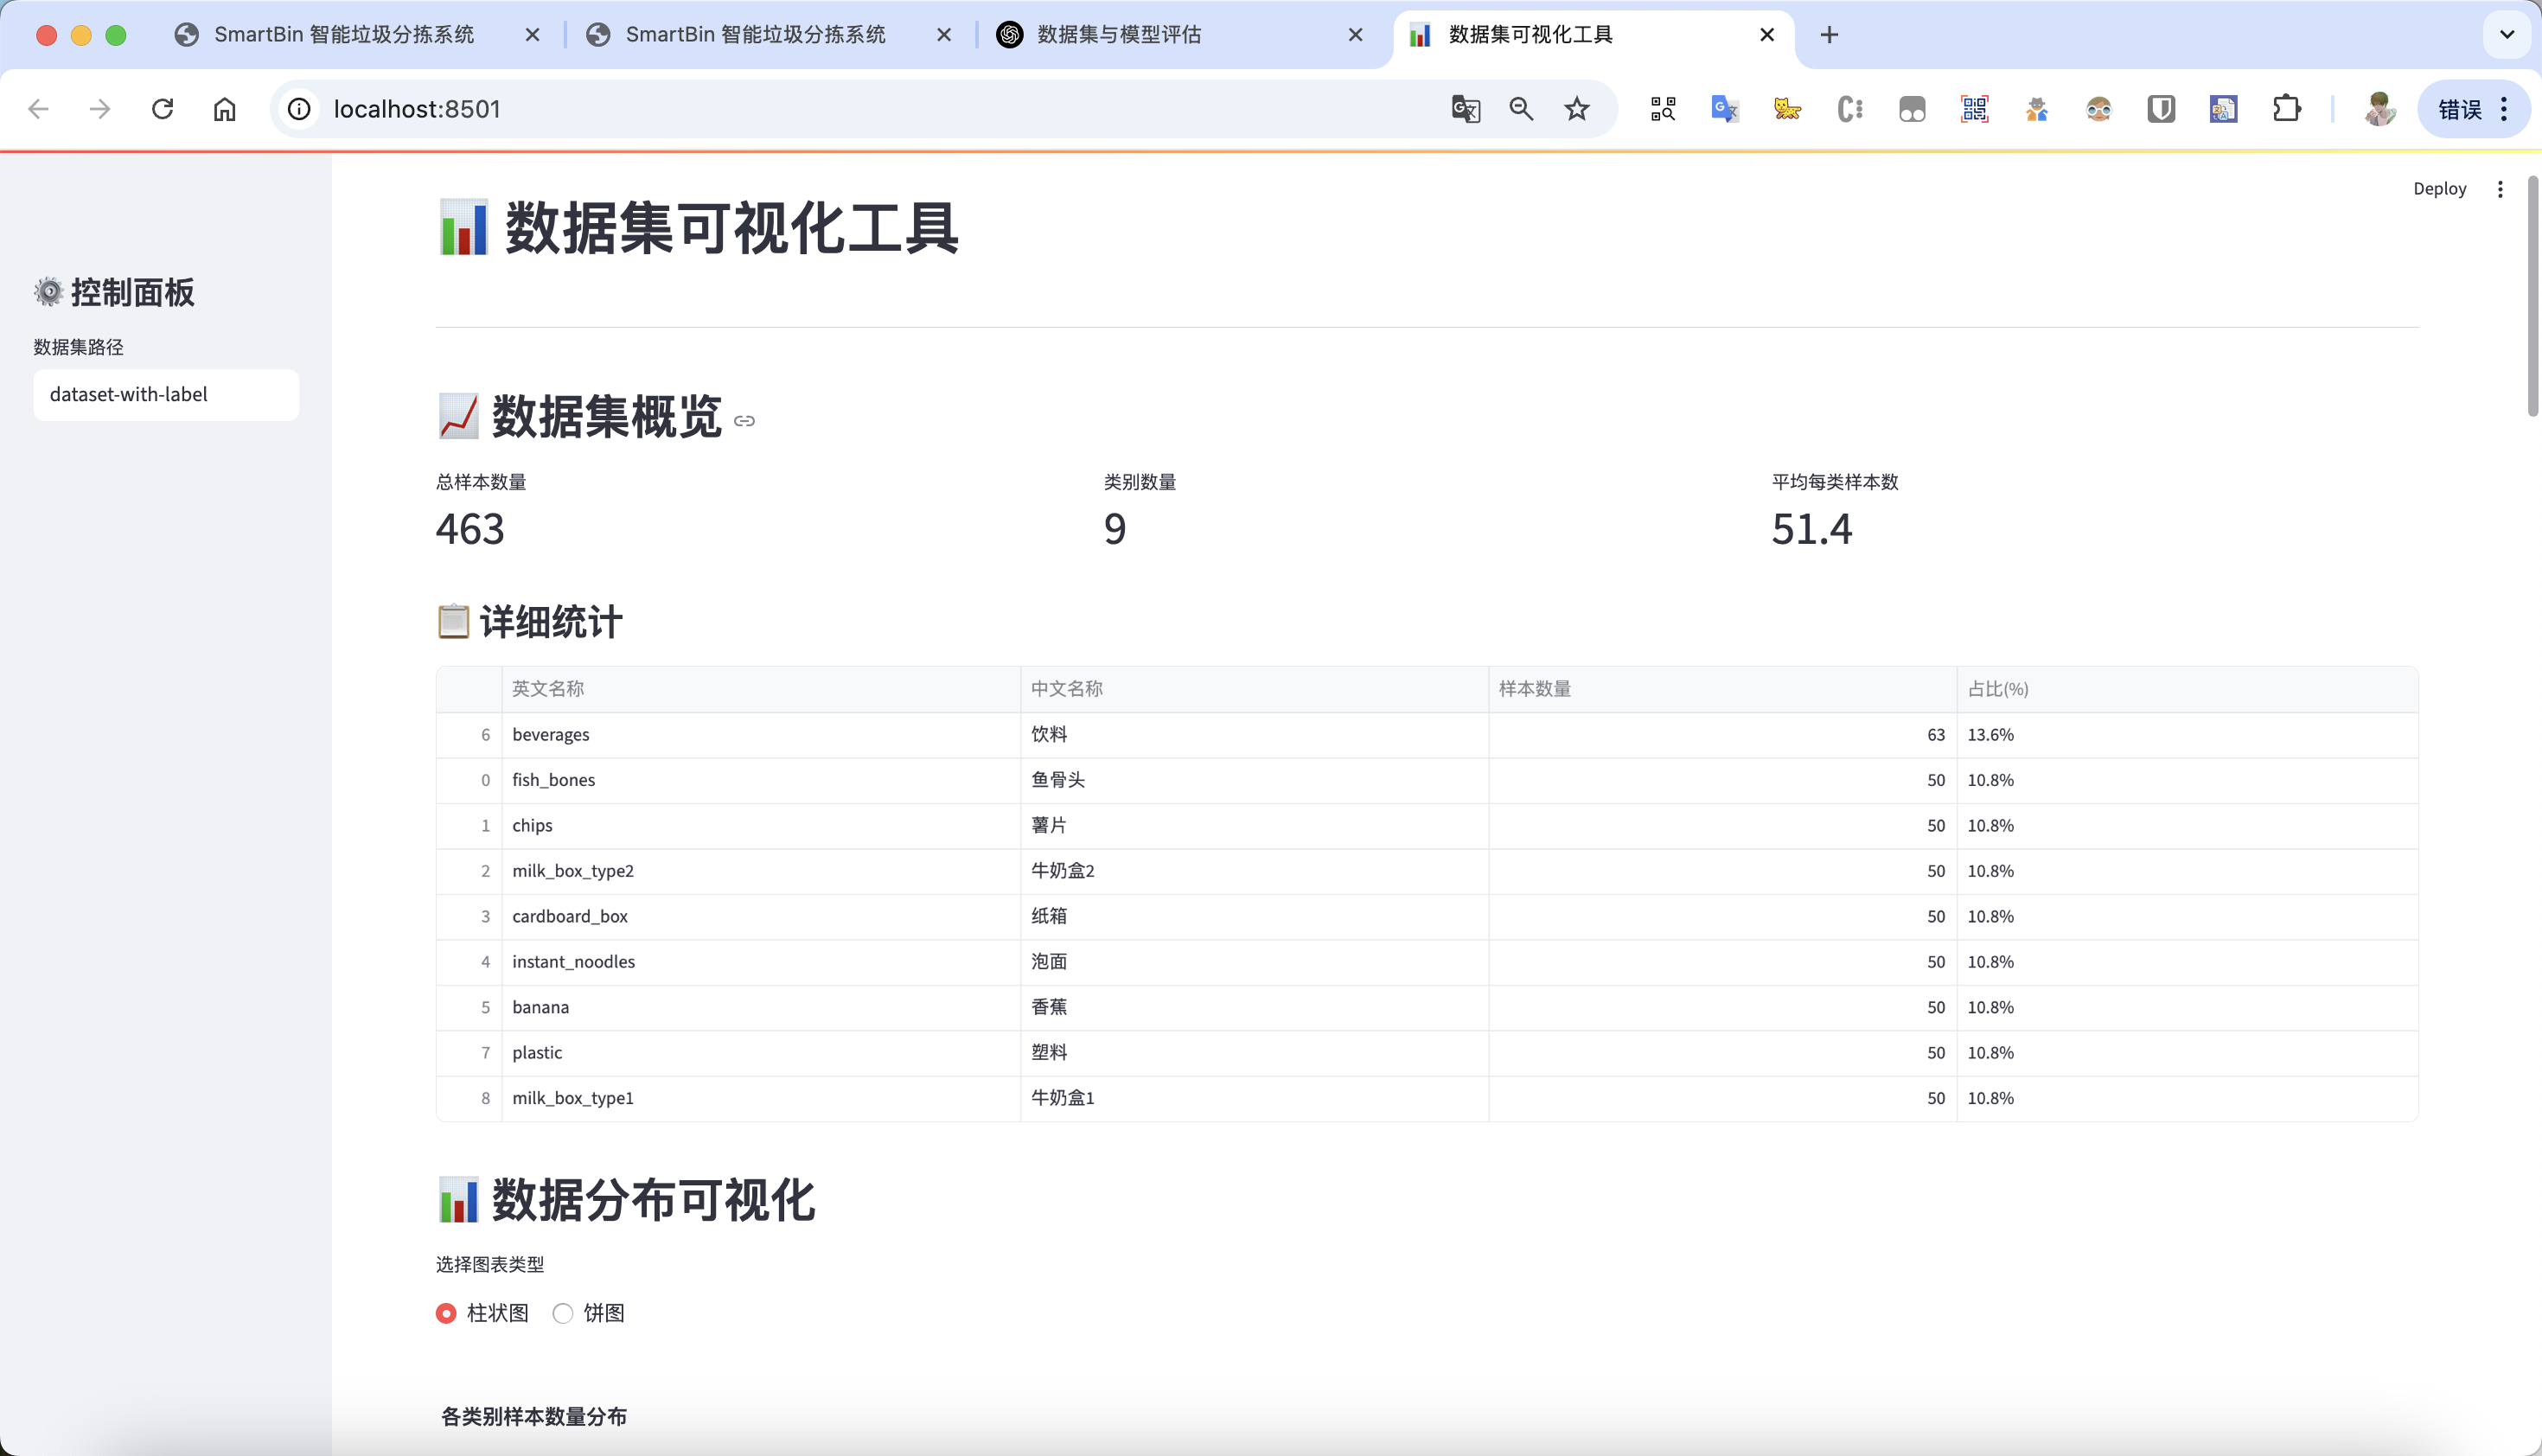 SmartBin 智能垃圾分拣系统
SmartBin 智能垃圾分拣系统
数据集与模型评估
数据集可视化工具
localhost:8501
错误
Deploy
控制面板
数据集路径
dataset-with-label
数据集可视化工具
数据集概览
总样本数量
类别数量
平均每类样本数
463
9
51.4
详细统计
英文名称 中文名称 样本数量 占比(%)
6 beverages 饮料 63 13.6%
0 fish_bones 鱼骨头 50 10.8%
1 chips 薯片 50 10.8%
2 milk_box_type2 牛奶盒2 50 10.8%
3 cardboard_box 纸箱 50 10.8%
4 instant_noodles 泡面 50 10.8%
5 banana 香蕉 50 10.8%
7 plastic 塑料 50 10.8%
8 milk_box_type1 牛奶盒1 50 10.8%
数据分布可视化
选择图表类型
柱状图 饼图
各类别样本数量分布